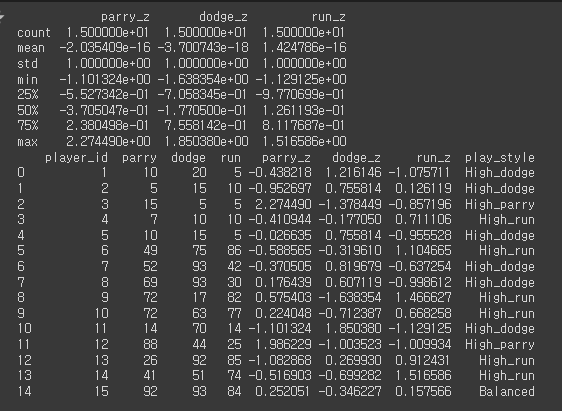 parry_z dodge_z run_z
count 1.500000e+01 1.500000e+01 1.500000e+01
mean -2.035409e-16 -3.700743e-18 1.424786e-16
std 1.000000e+00 1.000000e+00 1.000000e+00
min -1.101324e+00 -1.638354e+00 -1.129125e+00
25% -5.527342e-01 -7.058345e-01 -9.770699e-01
50% -3.705047e-01 -1.770500e-01 1.261193e-01
75% 2.380498e-01 7.558142e-01 8.117687e-01
max 2.274490e+00 1.850380e+00 1.516586e+00
player_id parry dodge run parry_z dodge_z run_z play_style
0 1 10 20 5 -0.438218 1.216146 -1.075711 High_dodge
1 2 5 15 10 -0.952697 0.755814 0.126119 High_dodge
2 3 15 5 5 2.274490 -1.378449 -0.857196 High_parry
3 4 7 10 10 -0.410944 -0.177050 0.711106 High_run
4 5 10 15 5 -0.026635 0.755814 -0.955528 High_dodge
5 6 49 75 86 -0.588565 -0.319610 1.104665 High_run
6 7 52 93 42 -0.370505 0.819679 -0.637254 High_dodge
7 8 69 93 30 0.176439 0.607119 -0.998612 High_dodge
8 9 72 17 82 0.575403 -1.638354 1.466627 High_run
9 10 72 63 77 0.224048 -0.712387 0.668258 High_run
10 11 14 70 14 -1.101324 1.850380 -1.129125 High_dodge
11 12 88 44 25 1.986229 -1.003523 -1.009934 High_parry
12 13 26 92 85 -1.082868 0.269930 0.912431 High_run
13 14 41 51 74 -0.516903 -0.699282 1.516586 High_run
14 15 92 93 84 0.252051 -0.346227 0.157566 Balanced